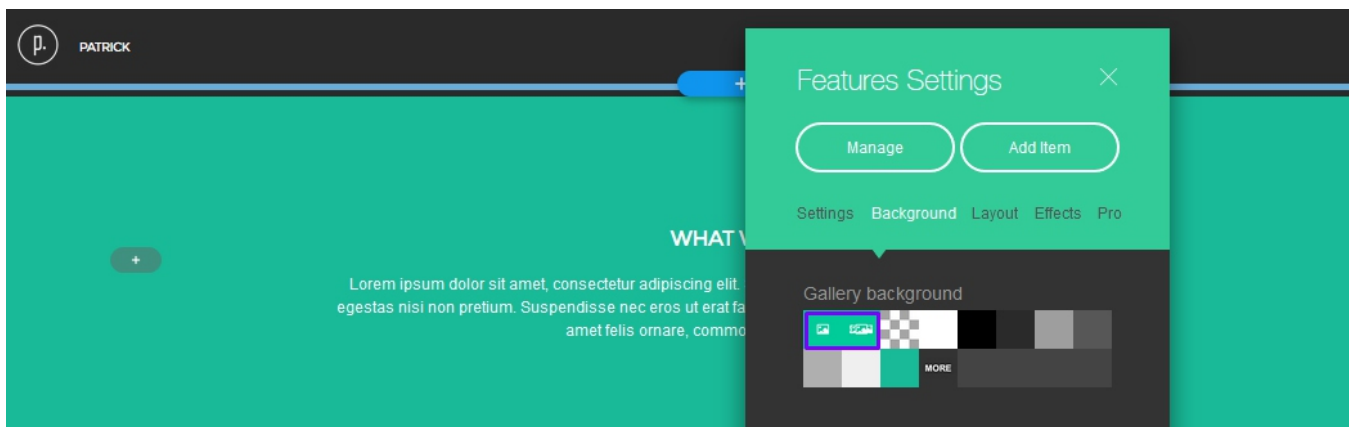 p.
PATRICK
+
Features Settings
Manage
Add Item
Settings Background Layout Effects Pro
WHAT
+
Lorem ipsum dolor sit amet, consectetur adipiscing elit.
egestas nisi non pretium. Suspendisse nec eros ut erat fa
amet felis ornare, commo
Gallery background
MORE